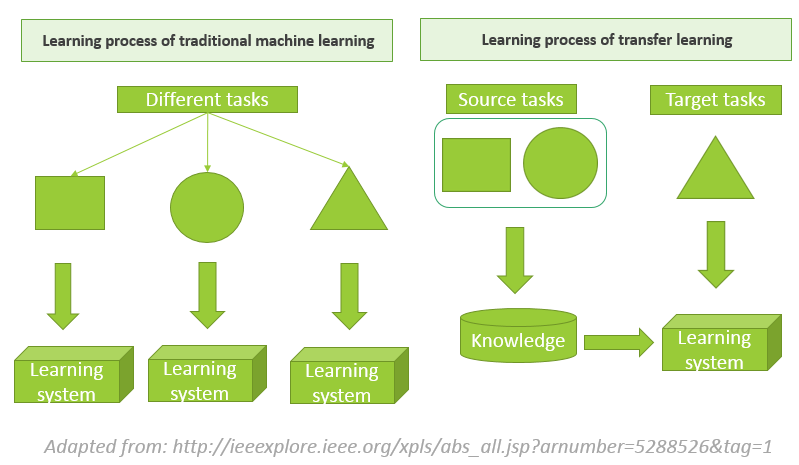 Learning process of traditional machine learning
Learning process of transfer learning
Different tasks
Learning
system
Learning
system
Learning
system
Source tasks
Target tasks
Knowledge
Learning
system
Adapted from: http://ieeexplore.ieee.org/xpls/abs_all.jsp?arnumber=5288526&tag=1